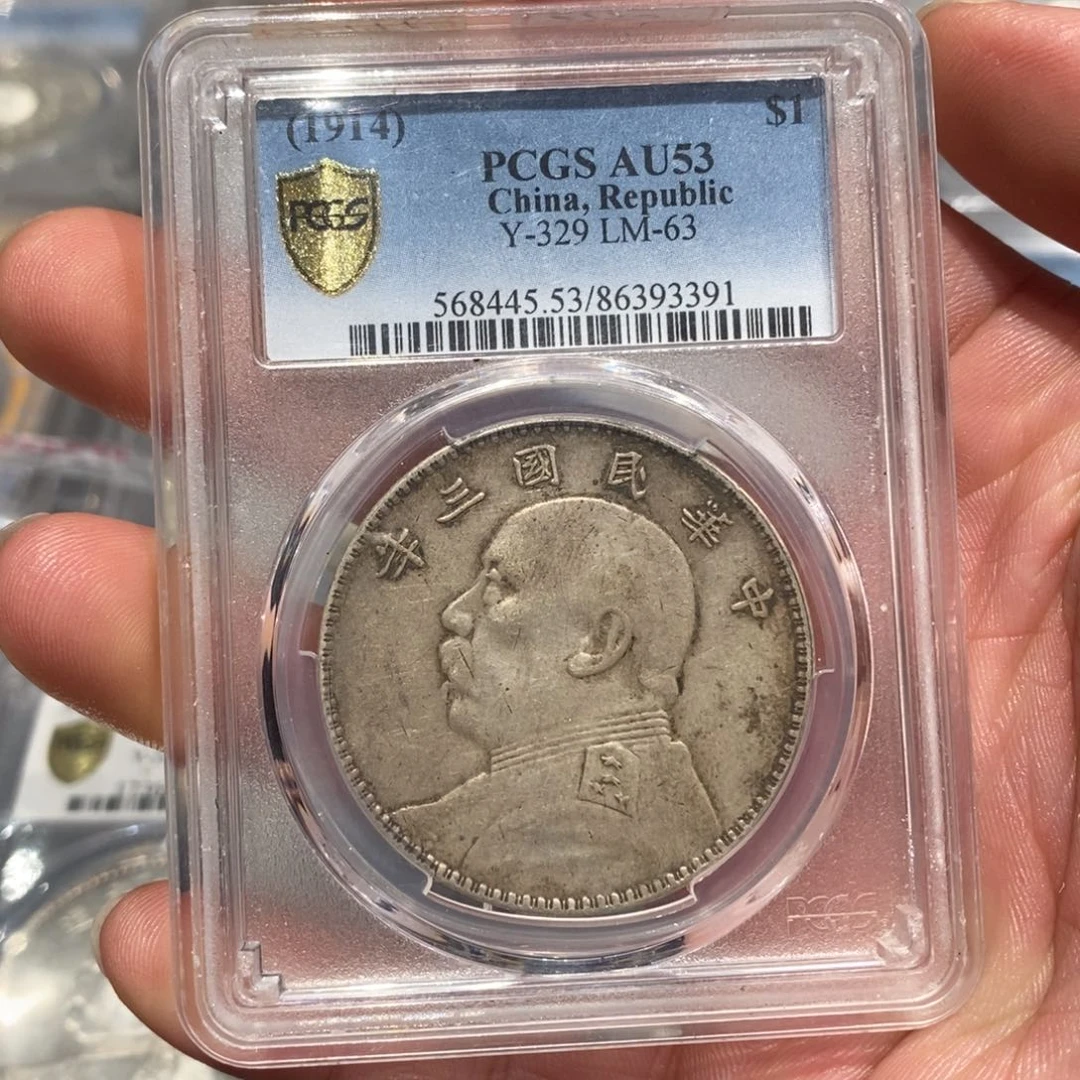 (1914) $1
PCGS AU53
China, Republic
PCGS
Y-329 LM-63
568445.53/86393391
中華民國三年
PCGS